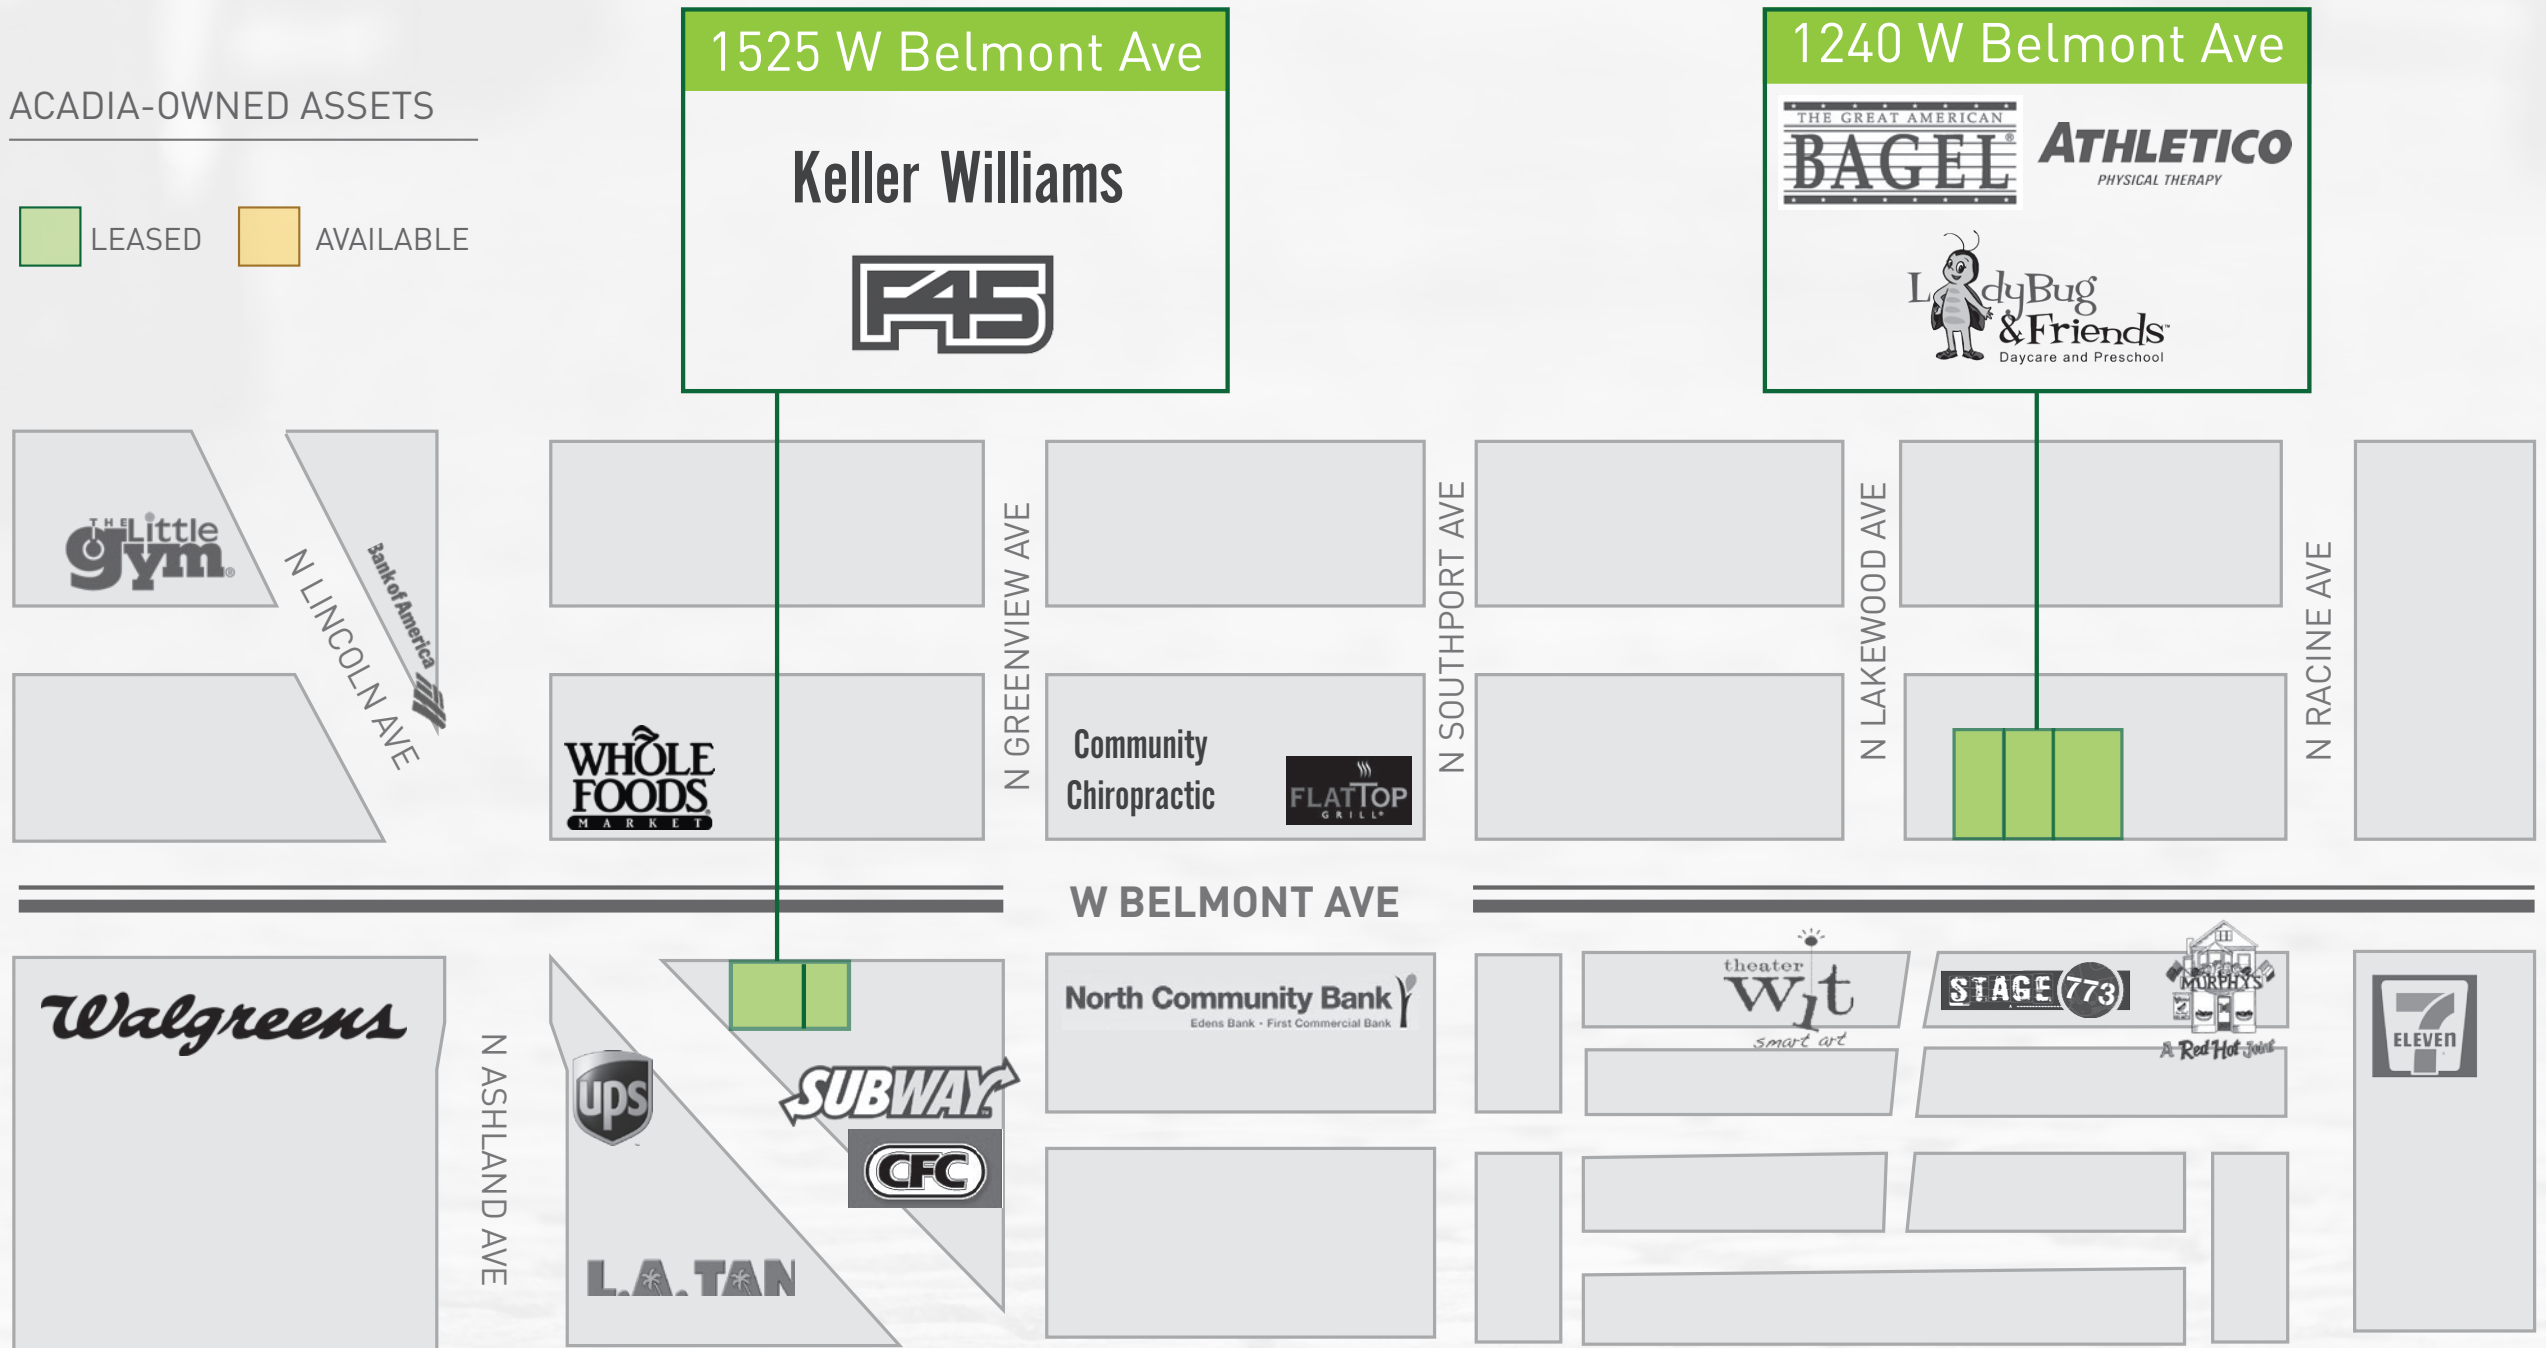 1525 W Belmont Ave
1240 W Belmont Ave
ACADIA-OWNED ASSETS
LEASED
AVAILABLE
Keller Williams
F45
THE GREAT AMERICAN
BAGEL®
ATHLETICO
PHYSICAL THERAPY
LadyBug
& Friends™
Daycare and Preschool
THE Little
gym®
N LINCOLN AVE
Bank of America
N GREENVIEW AVE
N SOUTHPORT AVE
N LAKEWOOD AVE
N RACINE AVE
WHOLE
FOODS
MARKET
Community
Chiropractic
FLATTOP
GRILL®
W BELMONT AVE
Walgreens
N ASHLAND AVE
ups
SUBWAY
CFC
L.A. TAN
North Community Bank
Edens Bank - First Commercial Bank
theater
wit
smart art
STAGE 773
MURPHYS
A Red Hot Joint
7
ELEVEn